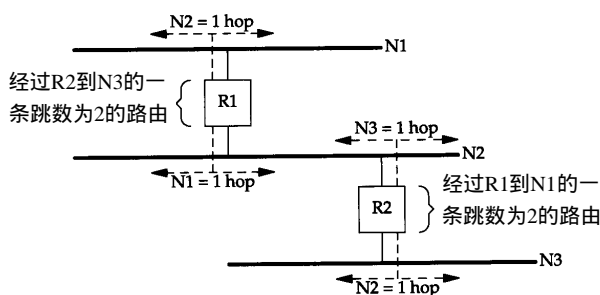 N2 = 1 hop
N1
经过R2到N3的一
条跳数为2的路由
R1
N3 = 1 hop
N2
N1 = 1 hop
R2
经过R1到N1的一
条跳数为2的路由
N3
N2 = 1 hop